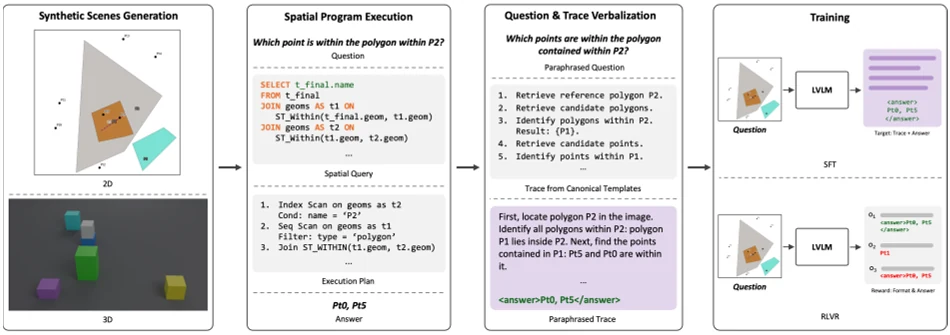 Synthetic Scenes Generation
2D
3D
Spatial Program Execution
Which point is within the polygon within P2?
Question
SELECT t_final.name
FROM t_final
JOIN geoms AS t1 ON
ST_Within(t_final.geom, t1.geom)
JOIN geoms AS t2 ON
ST_Within(t1.geom, t2.geom)
...
Spatial Query
1. Index Scan on geoms as t2
Cond: name = ‘P2’
2. Seq Scan on geoms as t1
Filter: type = ‘polygon’
3. Join ST_WITHIN(t1.geom, t2.geom)
...
Execution Plan
Pt0, Pt5
Answer
Question & Trace Verbalization
Which points are within the polygon
contained within P2?
Paraphrased Question
1. Retrieve reference polygon P2.
2. Retrieve candidate polygons.
3. Identify polygons within P2.
Result: {P1}.
4. Retrieve candidate points.
5. Identify points within P1.
...
Trace from Canonical Templates
First, locate polygon P2 in the image.
Identify all polygons within P2: polygon
P1 lies inside P2. Next, find the points
contained in P1: Pt5 and Pt0 are within
it.
...
<answer>Pt0, Pt5</answer>
Paraphrased Trace
Training
Question
LVLM
<answer>
Pt0, Pt5
</answer>
Target: Trace + Answer
SFT
Question
LVLM
O1
<answer>Pt0, Pt5
</answer>
O2
Pt1
O3
<answer>Pt0, Pt5
Reward: Format & Answer
RLVR